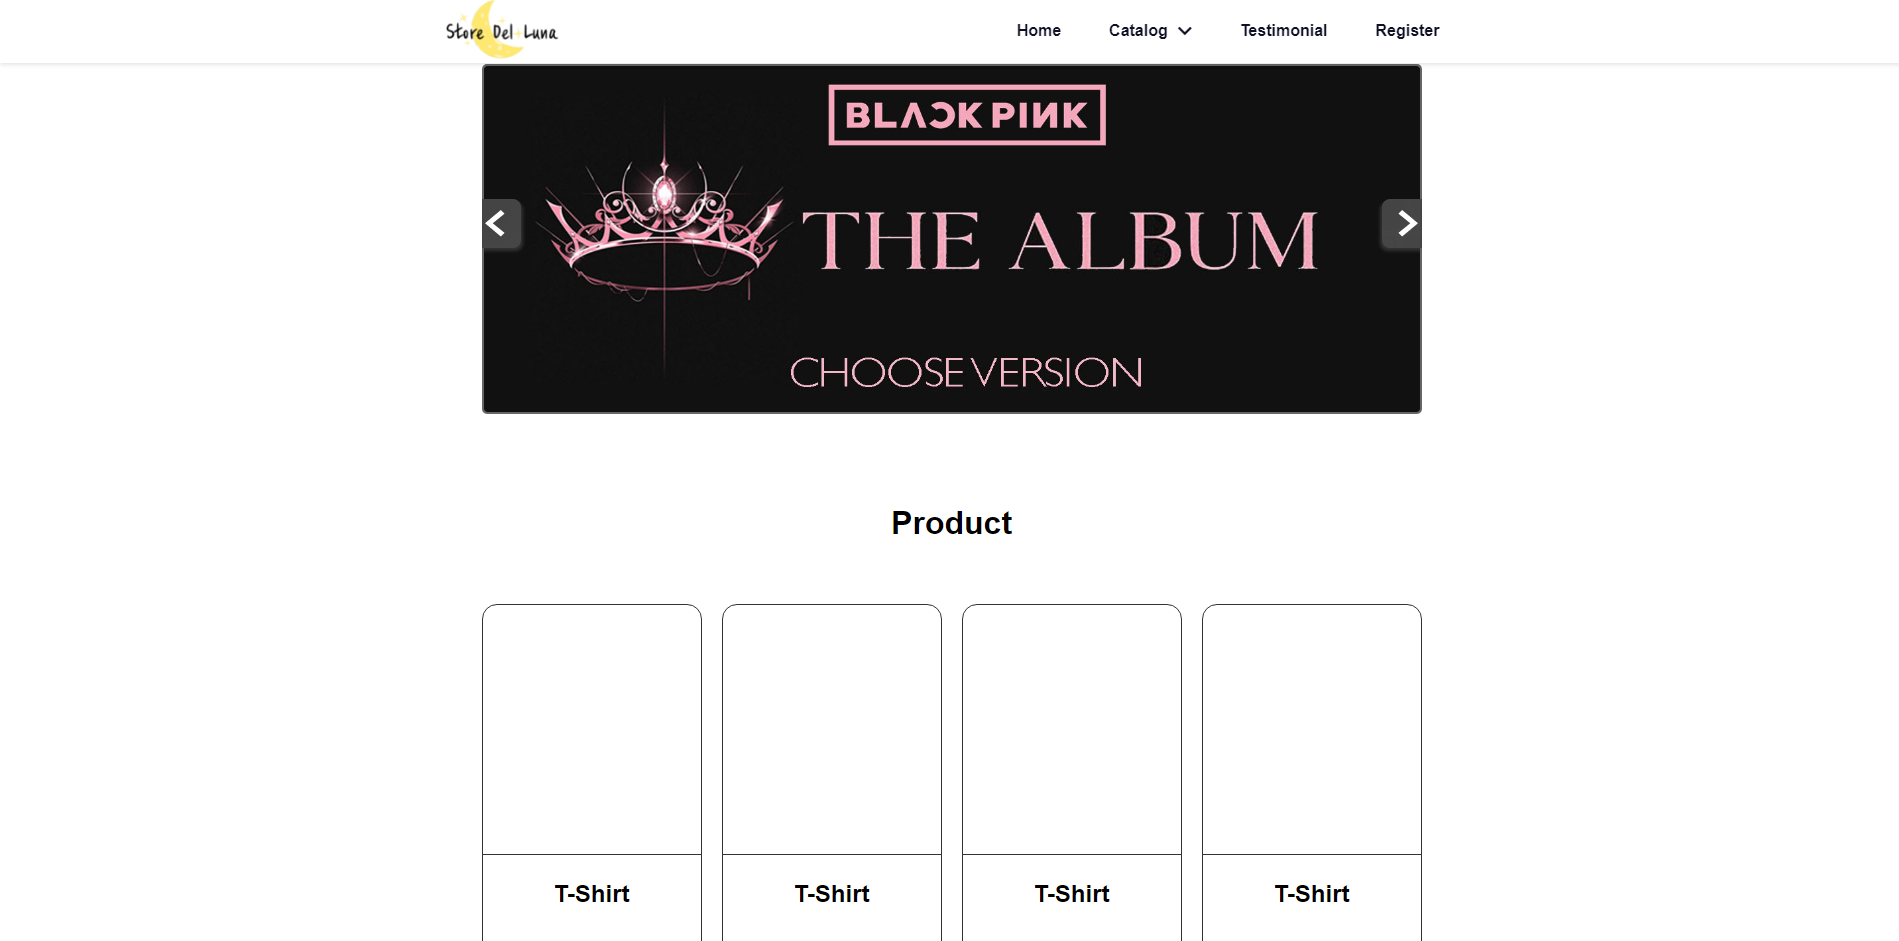 Store Del Luna
Home Catalog Testimonial Register
BLACKPINK
THE ALBUM
CHOOSE VERSION
Product
T-Shirt T-Shirt T-Shirt T-Shirt